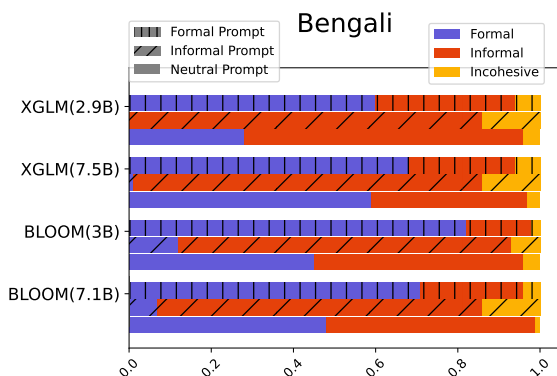 Bengali
Formal Prompt
Informal Prompt
Neutral Prompt
Formal
Informal
Incohesive
XGLM(2.9B)
XGLM(7.5B)
BLOOM(3B)
BLOOM(7.1B)
0.0 0.2 0.4 0.6 0.8 1.0